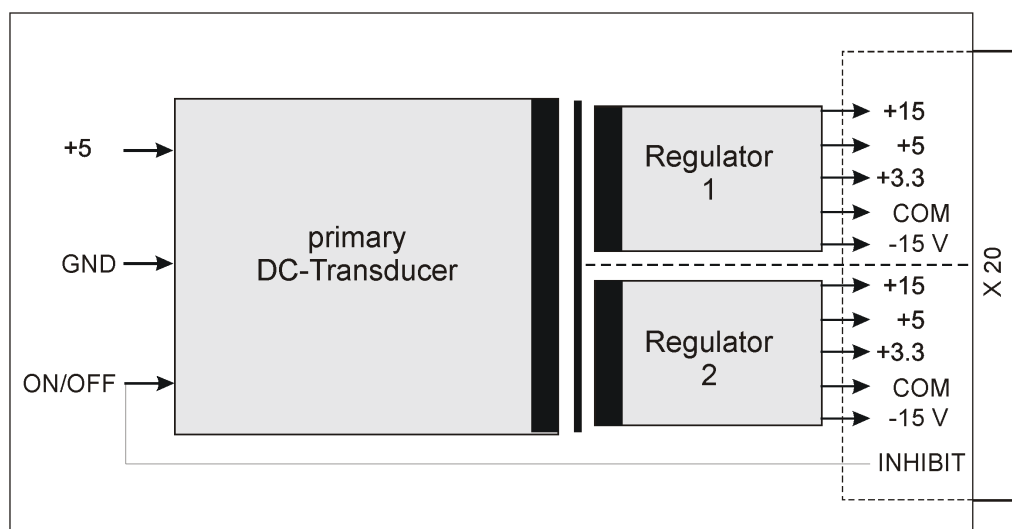 +5
GND
ON/OFF
primary
DC-Transducer
Regulator
1
+15
+5
+3.3
COM
-15 V
Regulator
2
+15
+5
+3.3
COM
-15 V
INHIBIT
X 20